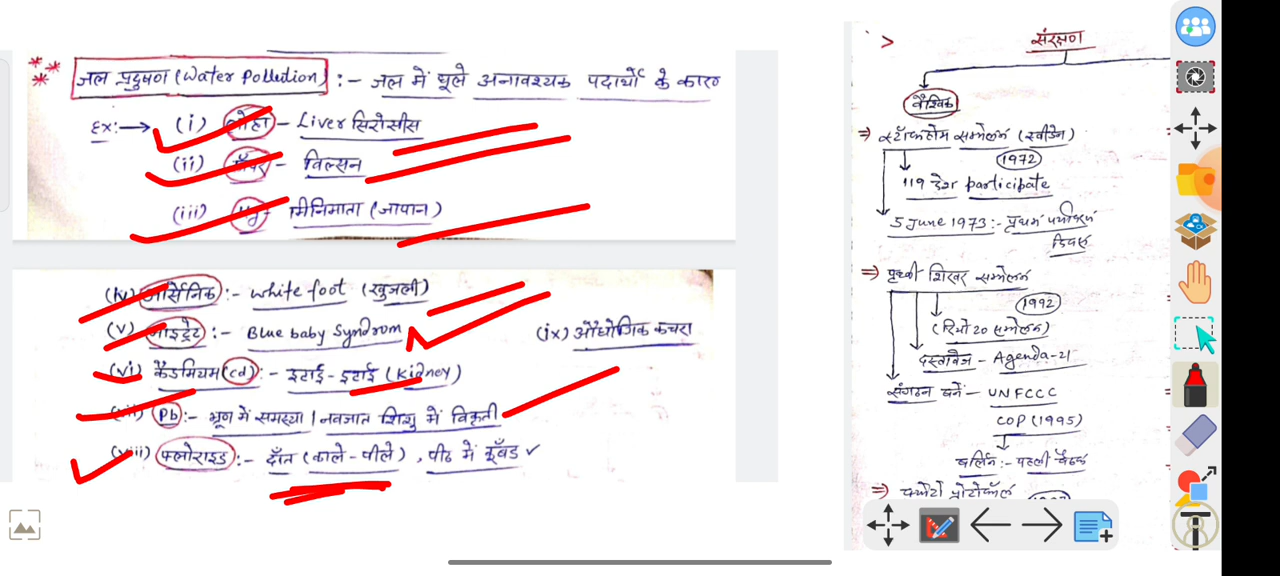 जल प्रदुषण (Water Pollution) :- जल में घूले अनावश्यक पदार्थो के कारण
Ex:→ (i) लोहा - Liver सिरोसीस
(ii) कॉपर - विल्सन
(iii) Hg - मिनिमाता (जापान)
(iv) आर्सेनिक :- white foot (खुजली)
(v) नाइट्रेट :- Blue baby Syndrom
(ix) औधोगिक कचरा
(vi) कैडमियम (cd) :- इटाई-इटाई (Kidney)
(vii) Pb :- भ्रूण में समस्या / नवजात शिशु में विकृती
(viii) फ्लोराइड :- दाँत (काले-पीले), पीठ में कूँबड ✓
> संरक्षण
वैश्विक
⇒ स्टॉकहोम सम्मेलन (स्वीडन)
1972
119 देश participate
5 June 1973:- प्रथम पर्यावरण
दिवस
⇒ पृथ्वी शिखर सम्मेलन
1992
(रियो 20 सम्मेलन)
दस्तावेज - Agenda-21
संगठन बनें - UNFCCC
COP (1995)
बर्लिन :- पहली बैठक
⇒ क्योटो प्रोटोकॉल